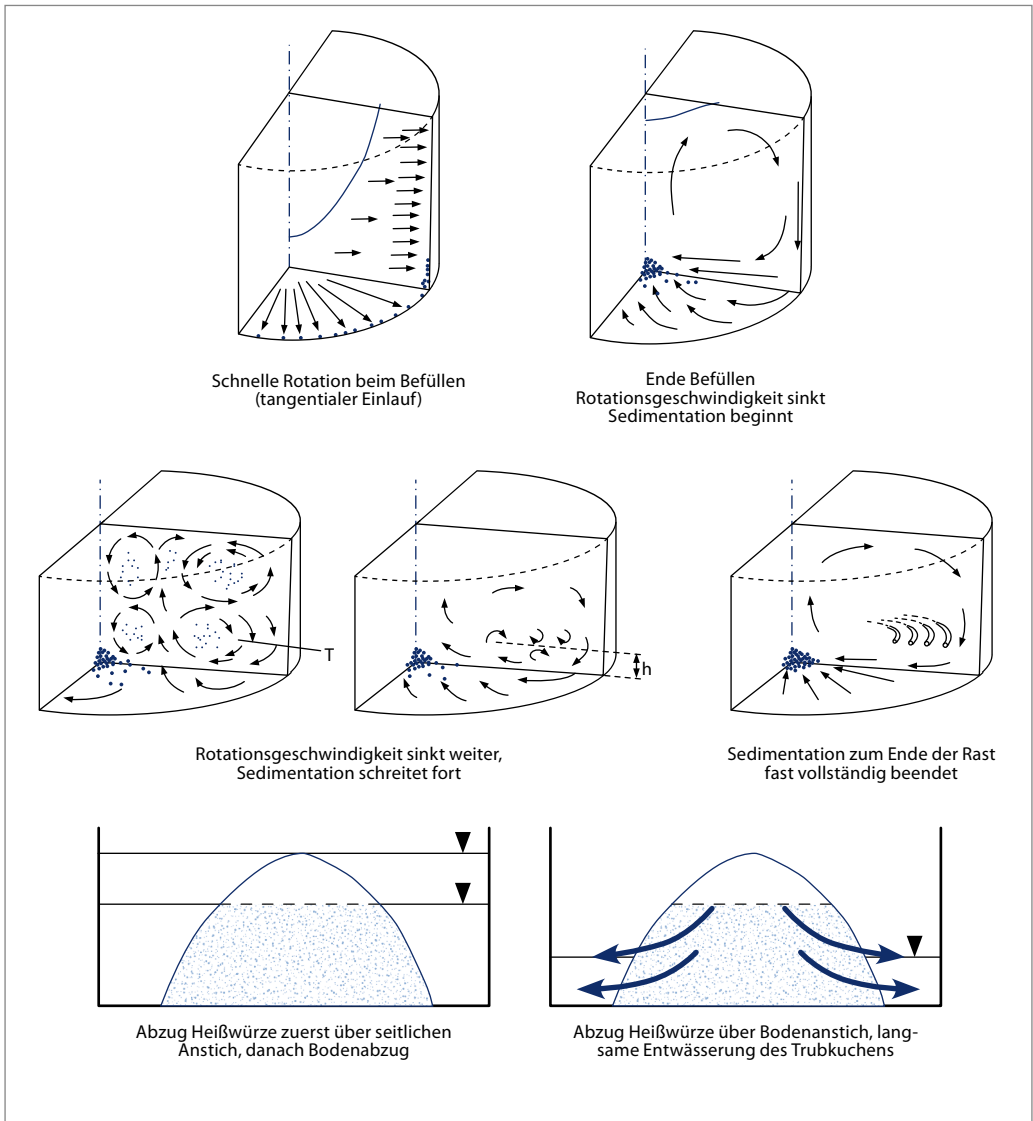 Schnelle Rotation beim Befüllen
(tangentialer Einlauf)
Ende Befüllen
Rotationsgeschwindigkeit sinkt
Sedimentation beginnt
T
h
Rotationsgeschwindigkeit sinkt weiter,
Sedimentation schreitet fort
Sedimentation zum Ende der Rast
fast vollständig beendet
Abzug Heißwürze zuerst über seitlichen
Anstich, danach Bodenabzug
Abzug Heißwürze über Bodenanstich, lang-
same Entwässerung des Trubkuchens